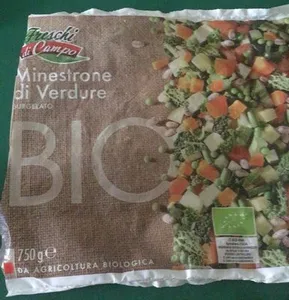 Freschi
di Campo
Minestrone
di Verdure
SURGELATO
BIO
750g e
DA AGRICOLTURA BIOLOGICA